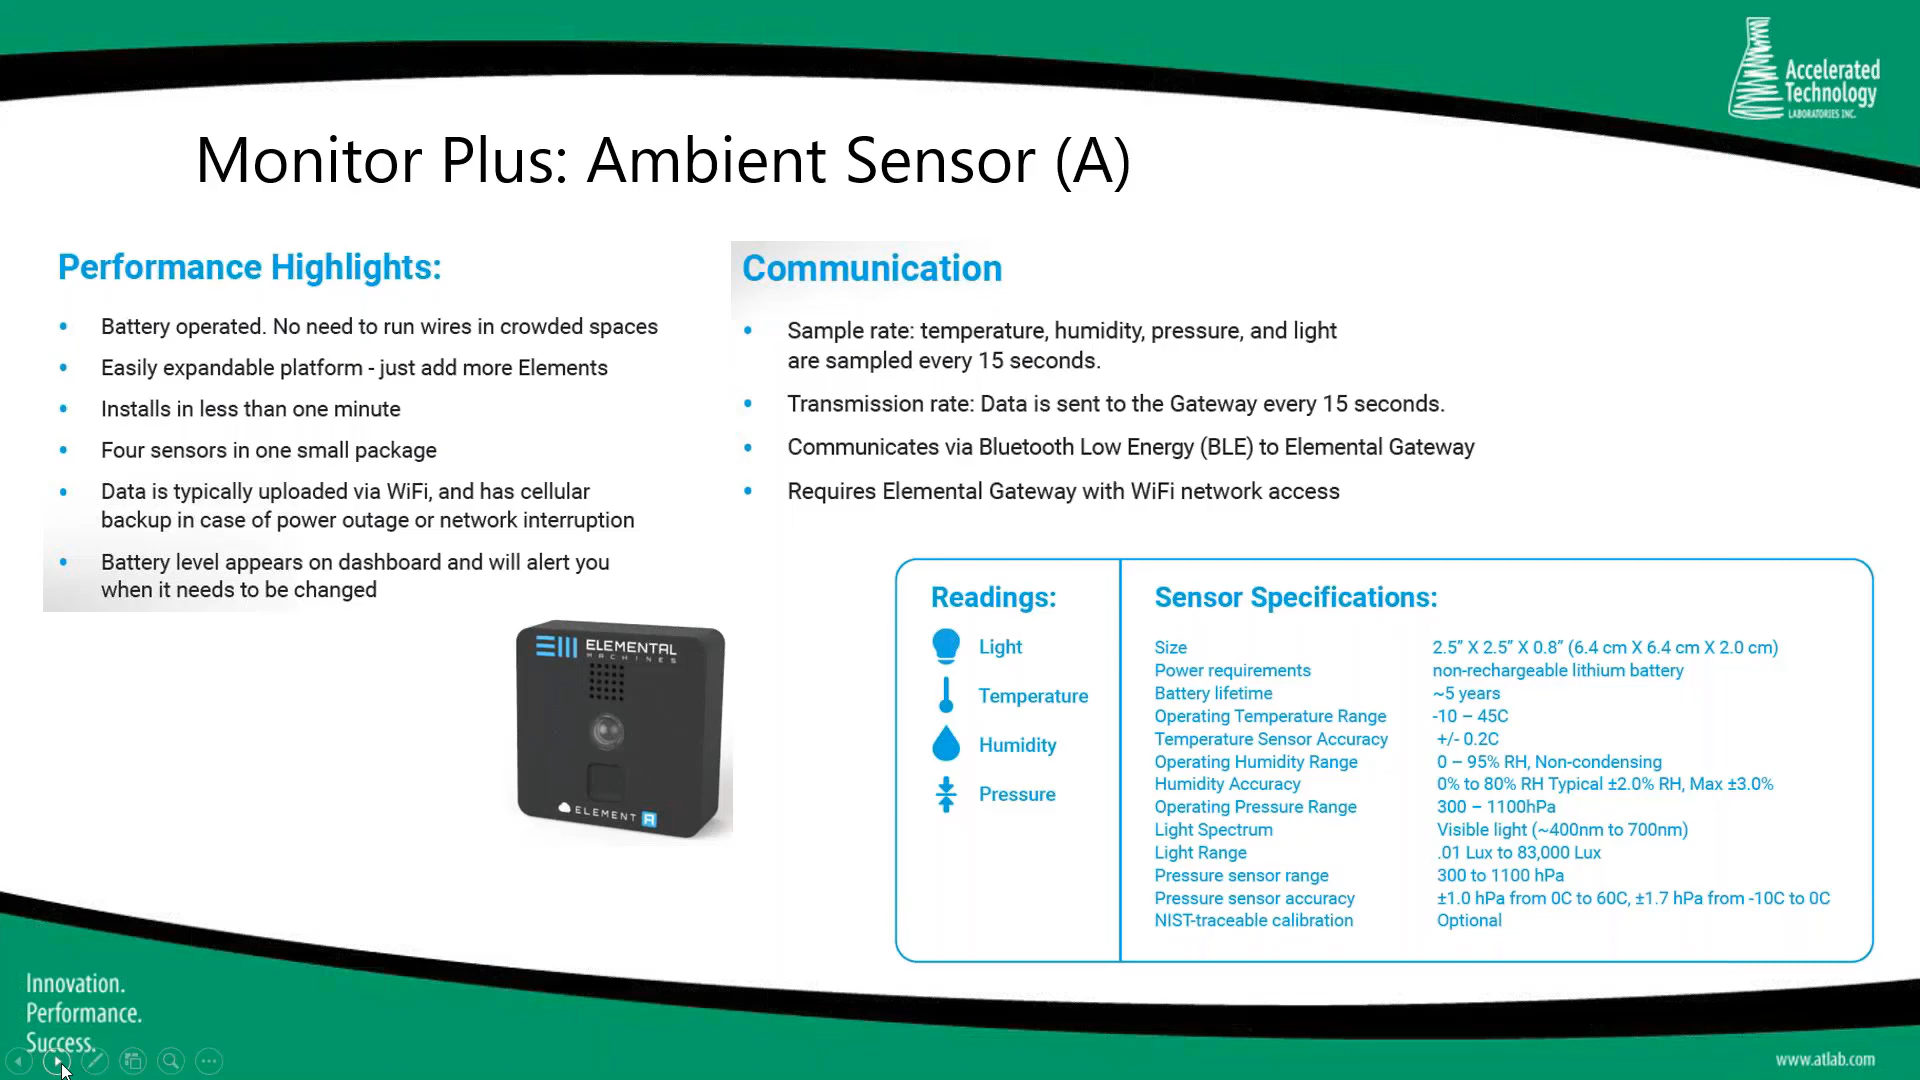 Accelerated
Technology
LABORATORIES INC.
Monitor Plus: Ambient Sensor (A)
Performance Highlights:
• Battery operated. No need to run wires in crowded spaces
• Easily expandable platform - just add more Elements
• Installs in less than one minute
• Four sensors in one small package
• Data is typically uploaded via WiFi, and has cellular
backup in case of power outage or network interruption
• Battery level appears on dashboard and will alert you
when it needs to be changed
ELEMENTAL
MACHINES
ELEMENT A
Communication
• Sample rate: temperature, humidity, pressure, and light
are sampled every 15 seconds.
• Transmission rate: Data is sent to the Gateway every 15 seconds.
• Communicates via Bluetooth Low Energy (BLE) to Elemental Gateway
• Requires Elemental Gateway with WiFi network access
Readings:
Light
Temperature
Humidity
Pressure
Sensor Specifications:
Size 2.5” X 2.5” X 0.8” (6.4 cm X 6.4 cm X 2.0 cm)
Power requirements non-rechargeable lithium battery
Battery lifetime ~5 years
Operating Temperature Range -10 – 45C
Temperature Sensor Accuracy +/- 0.2C
Operating Humidity Range 0 – 95% RH, Non-condensing
Humidity Accuracy 0% to 80% RH Typical ±2.0% RH, Max ±3.0%
Operating Pressure Range 300 – 1100hPa
Light Spectrum Visible light (~400nm to 700nm)
Light Range .01 Lux to 83,000 Lux
Pressure sensor range 300 to 1100 hPa
Pressure sensor accuracy ±1.0 hPa from 0C to 60C, ±1.7 hPa from -10C to 0C
NIST-traceable calibration Optional
Innovation.
Performance.
Success.
www.atlab.com